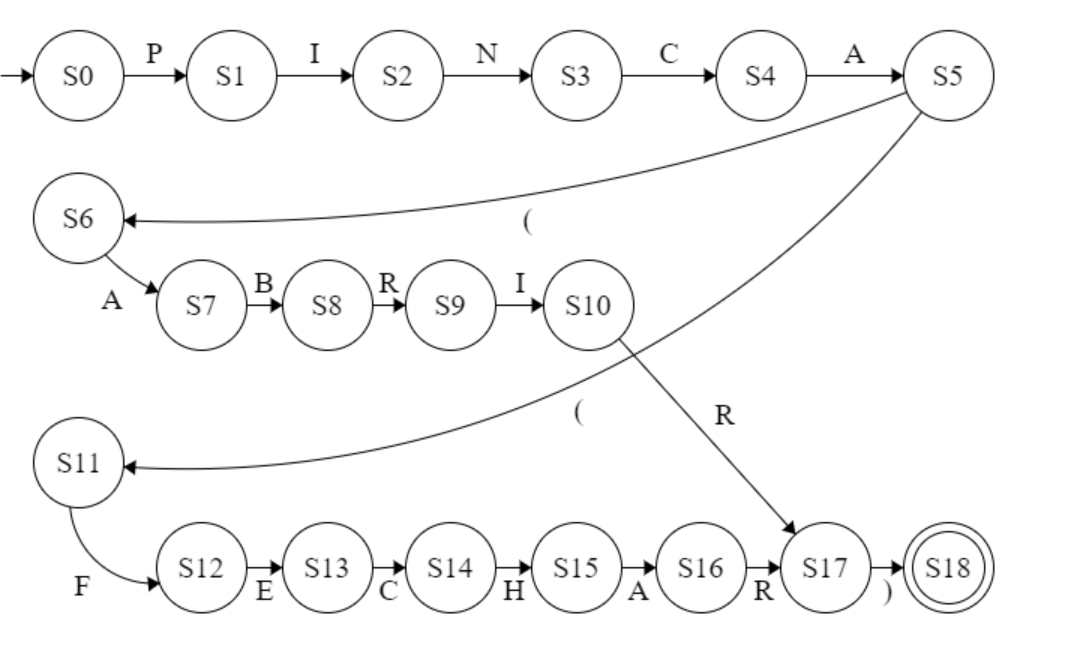 P I N C A
S0 S1 S2 S3 S4 S5
S6
(
A B R I
S7 S8 S9 S10
R
(
S11
S12 S13 S14 S15 S16 S17 S18
F E C H A R )